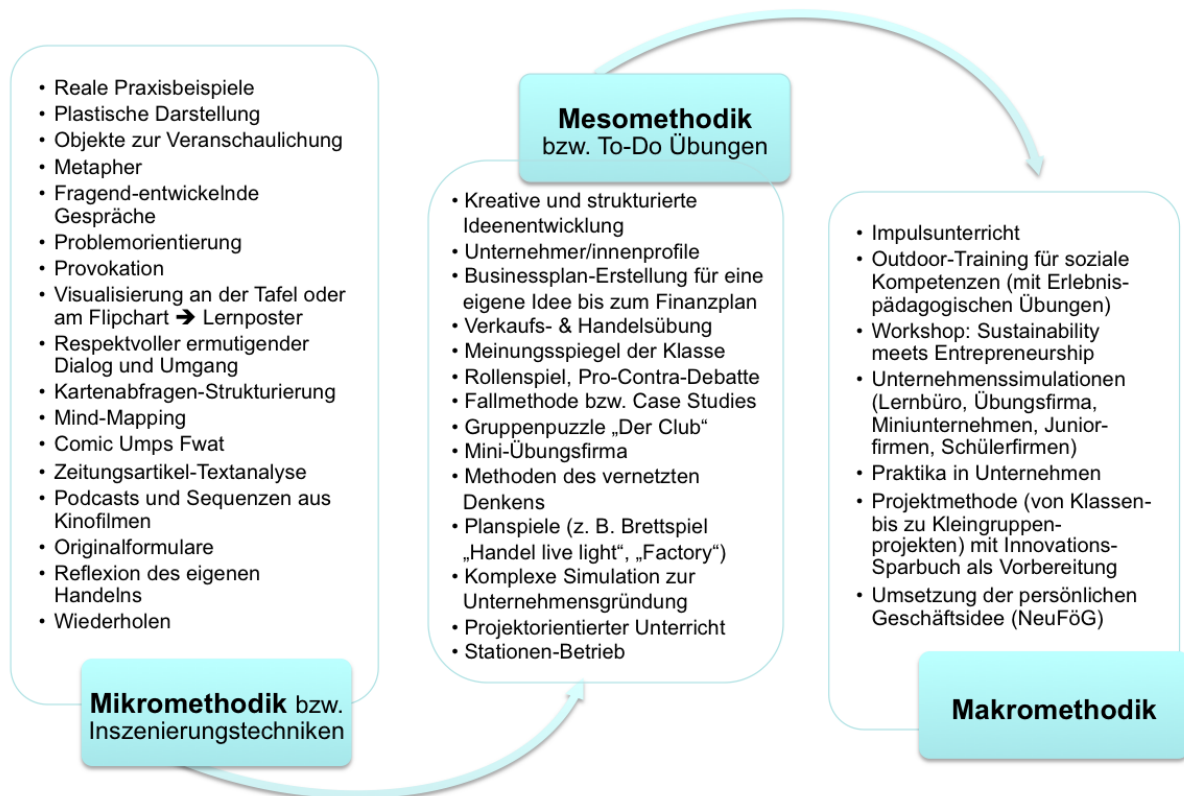 • Reale Praxisbeispiele
• Plastische Darstellung
• Objekte zur Veranschaulichung
• Metapher
• Fragend-entwickelnde
Gespräche
• Problemorientierung
• Provokation
• Visualisierung an der Tafel oder
am Flipchart ➔ Lernposter
• Respektvoller ermutigender
Dialog und Umgang
• Kartenabfragen-Strukturierung
• Mind-Mapping
• Comic Umps Fwat
• Zeitungsartikel-Textanalyse
• Podcasts und Sequenzen aus
Kinofilmen
• Originalformulare
• Reflexion des eigenen
Handelns
• Wiederholen
Mikromethodik bzw.
Inszenierungstechniken
Mesomethodik
bzw. To-Do Übungen
• Kreative und strukturierte
Ideenentwicklung
• Unternehmer/innenprofile
• Businessplan-Erstellung für eine
eigene Idee bis zum Finanzplan
• Verkaufs- & Handelsübung
• Meinungsspiegel der Klasse
• Rollenspiel, Pro-Contra-Debatte
• Fallmethode bzw. Case Studies
• Gruppenpuzzle „Der Club“
• Mini-Übungsfirma
• Methoden des vernetzten
Denkens
• Planspiele (z. B. Brettspiel
„Handel live light“, „Factory“)
• Komplexe Simulation zur
Unternehmensgründung
• Projektorientierter Unterricht
• Stationen-Betrieb
• Impulsunterricht
• Outdoor-Training für soziale
Kompetenzen (mit Erlebnis-
pädagogischen Übungen)
• Workshop: Sustainability
meets Entrepreneurship
• Unternehmenssimulationen
(Lernbüro, Übungsfirma,
Miniunternehmen, Junior-
firmen, Schülerfirmen)
• Praktika in Unternehmen
• Projektmethode (von Klassen-
bis zu Kleingruppen-
projekten) mit Innovations-
Sparbuch als Vorbereitung
• Umsetzung der persönlichen
Geschäftsidee (NeuFöG)
Makromethodik